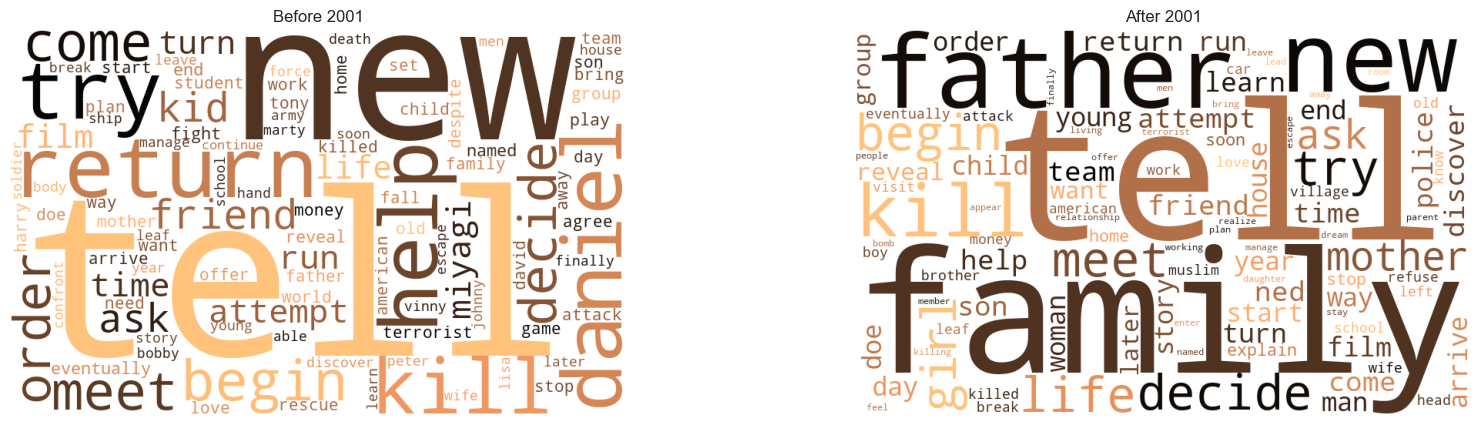 Before 2001
come
turn
new
death
men
team
house
son
bring
break
start
leave
end
student
force
work
home
set
try
kid
plan
ship
tony
army
marty
child
despite
group
play
film
fight
manage
continue
soon
killed
life
named
family
day
return
soldier
body
school
hand
help
decide
away
daniel
harry
doe
way
mother
friend
money
fall
old
agree
leaf
want
reveal
escape
miyagi
arrive
year
offer
run
father
american
david
finally
order
confront
time
need
tell
attempt
world
vinny
johnny
game
attack
ask
story
bobby
young
able
terrorist
eventually
discover
peter
lisa
later
meet
begin
love
rescue
learn
kill
wife
stop
After 2001
group
father
order
return
run
leave
lead
new
finally
men
car
learn
room
eventually
attack
young
bring
away
end
old
begin
living
attempt
terrorist
escape
ask
police
know
discover
people
child
offer
soon
love
house
try
reveal
team
work
visit
want
village
kill
appear
american
relationship
friend
realize
plan
time
parent
bomb
boy
money
home
tell
dream
brother
help
meet
working
manage
mother
muslim
year
daughter
stop
refuse
member
son
ned
way
left
family
doe
leaf
girl
woman
later
story
start
stay
school
arrive
enter
turn
film
killing
named
explain
wife
day
killed
break
life
decide
come
man
head
feel